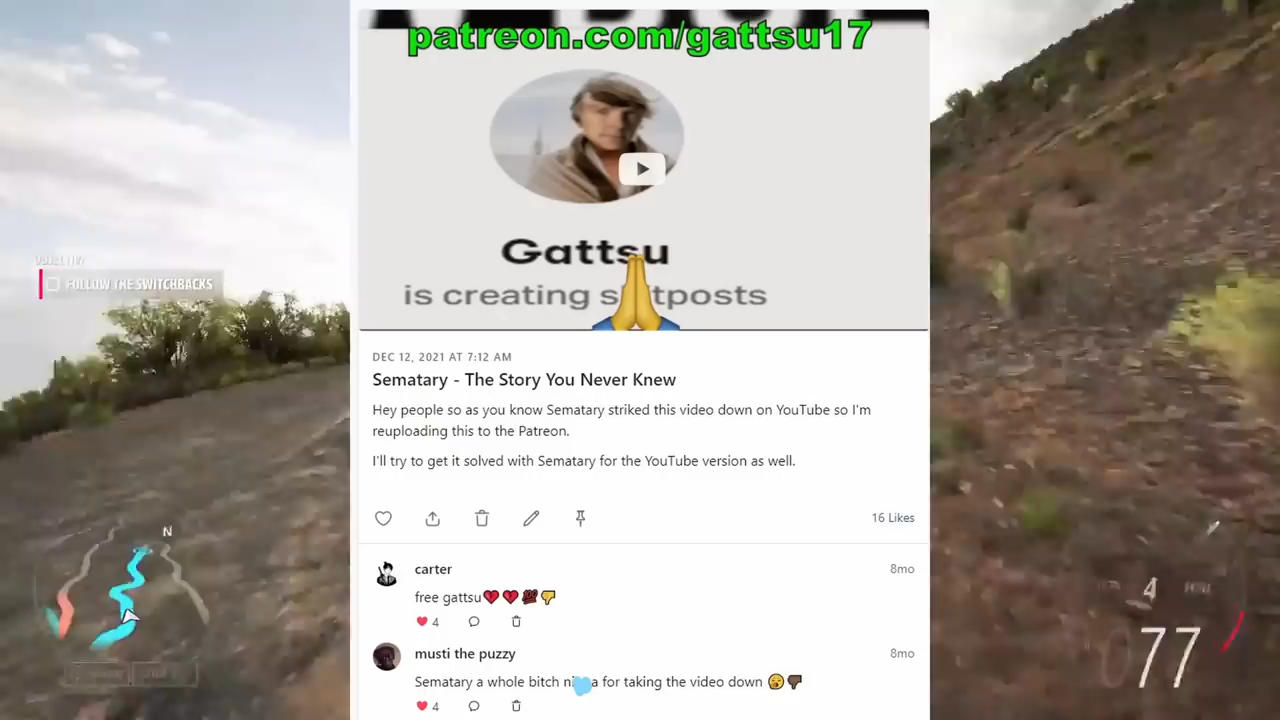 patreon.com/gattsu17
Gattsu
is creating s🙏tposts
FOLLOW THE SWITCHBACKS
DEC 12, 2021 AT 7:12 AM
Sematary - The Story You Never Knew
Hey people so as you know Sematary striked this video down on YouTube so I'm
reuploading this to the Patreon.
I'll try to get it solved with Sematary for the YouTube version as well.
16 Likes
carter
8mo
free gattsu💔💔💯👎
4
musti the puzzy
8mo
Sematary a whole bitch ni a for taking the video down 🥱👎🏿
4
N
4
077